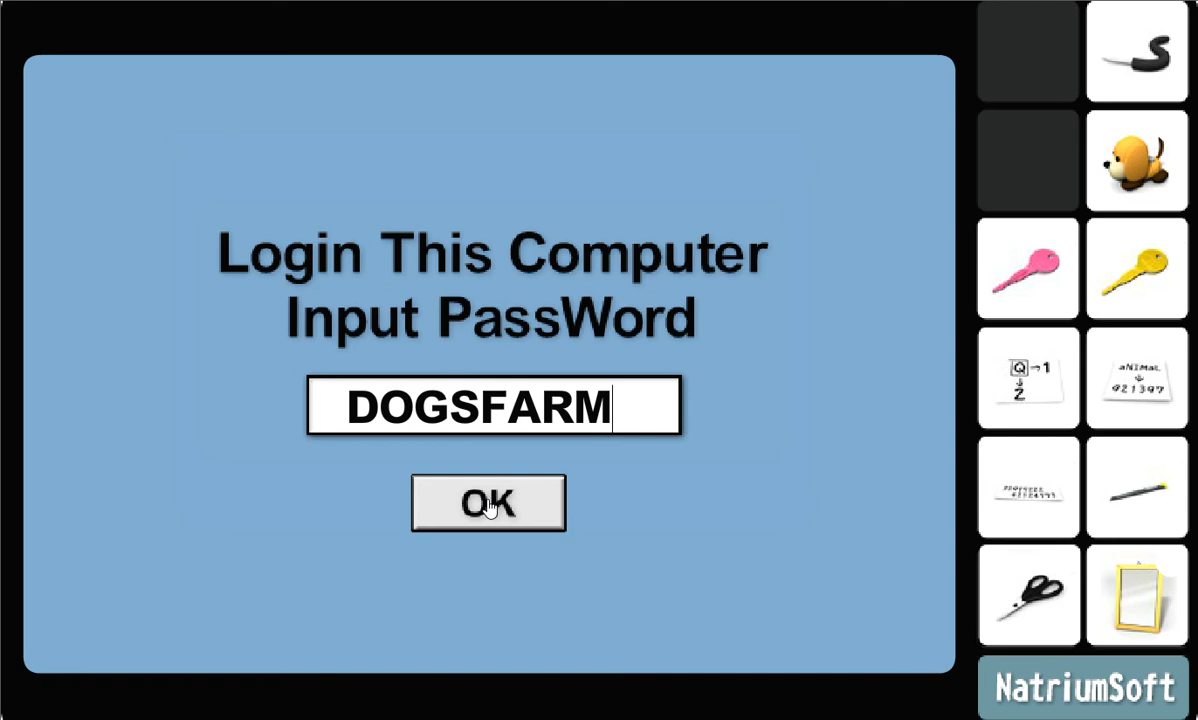 Login This Computer
Input PassWord
DOGSFARM
OK
Q→1
↓
Z
aNIMaL
↓
921397
NatriumSoft